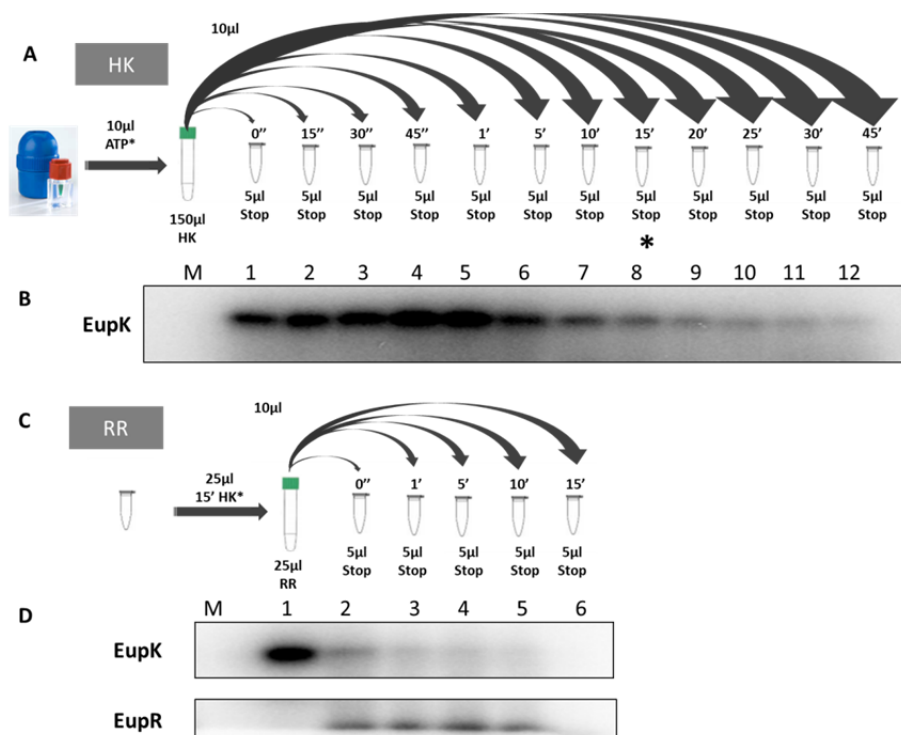 10µl
A
HK
10µl
ATP*
0'' 15'' 30'' 45'' 1' 5' 10' 15' 20' 25' 30' 45'
5µl 5µl 5µl 5µl 5µl 5µl 5µl 5µl 5µl 5µl 5µl 5µl
Stop Stop Stop Stop Stop Stop Stop Stop Stop Stop Stop Stop
150µl
HK
*
M 1 2 3 4 5 6 7 8 9 10 11 12
B
EupK
10µl
C
RR
25µl
15' HK*
0'' 1' 5' 10' 15'
5µl 5µl 5µl 5µl 5µl
Stop Stop Stop Stop Stop
25µl
RR
M 1 2 3 4 5 6
D
EupK
EupR